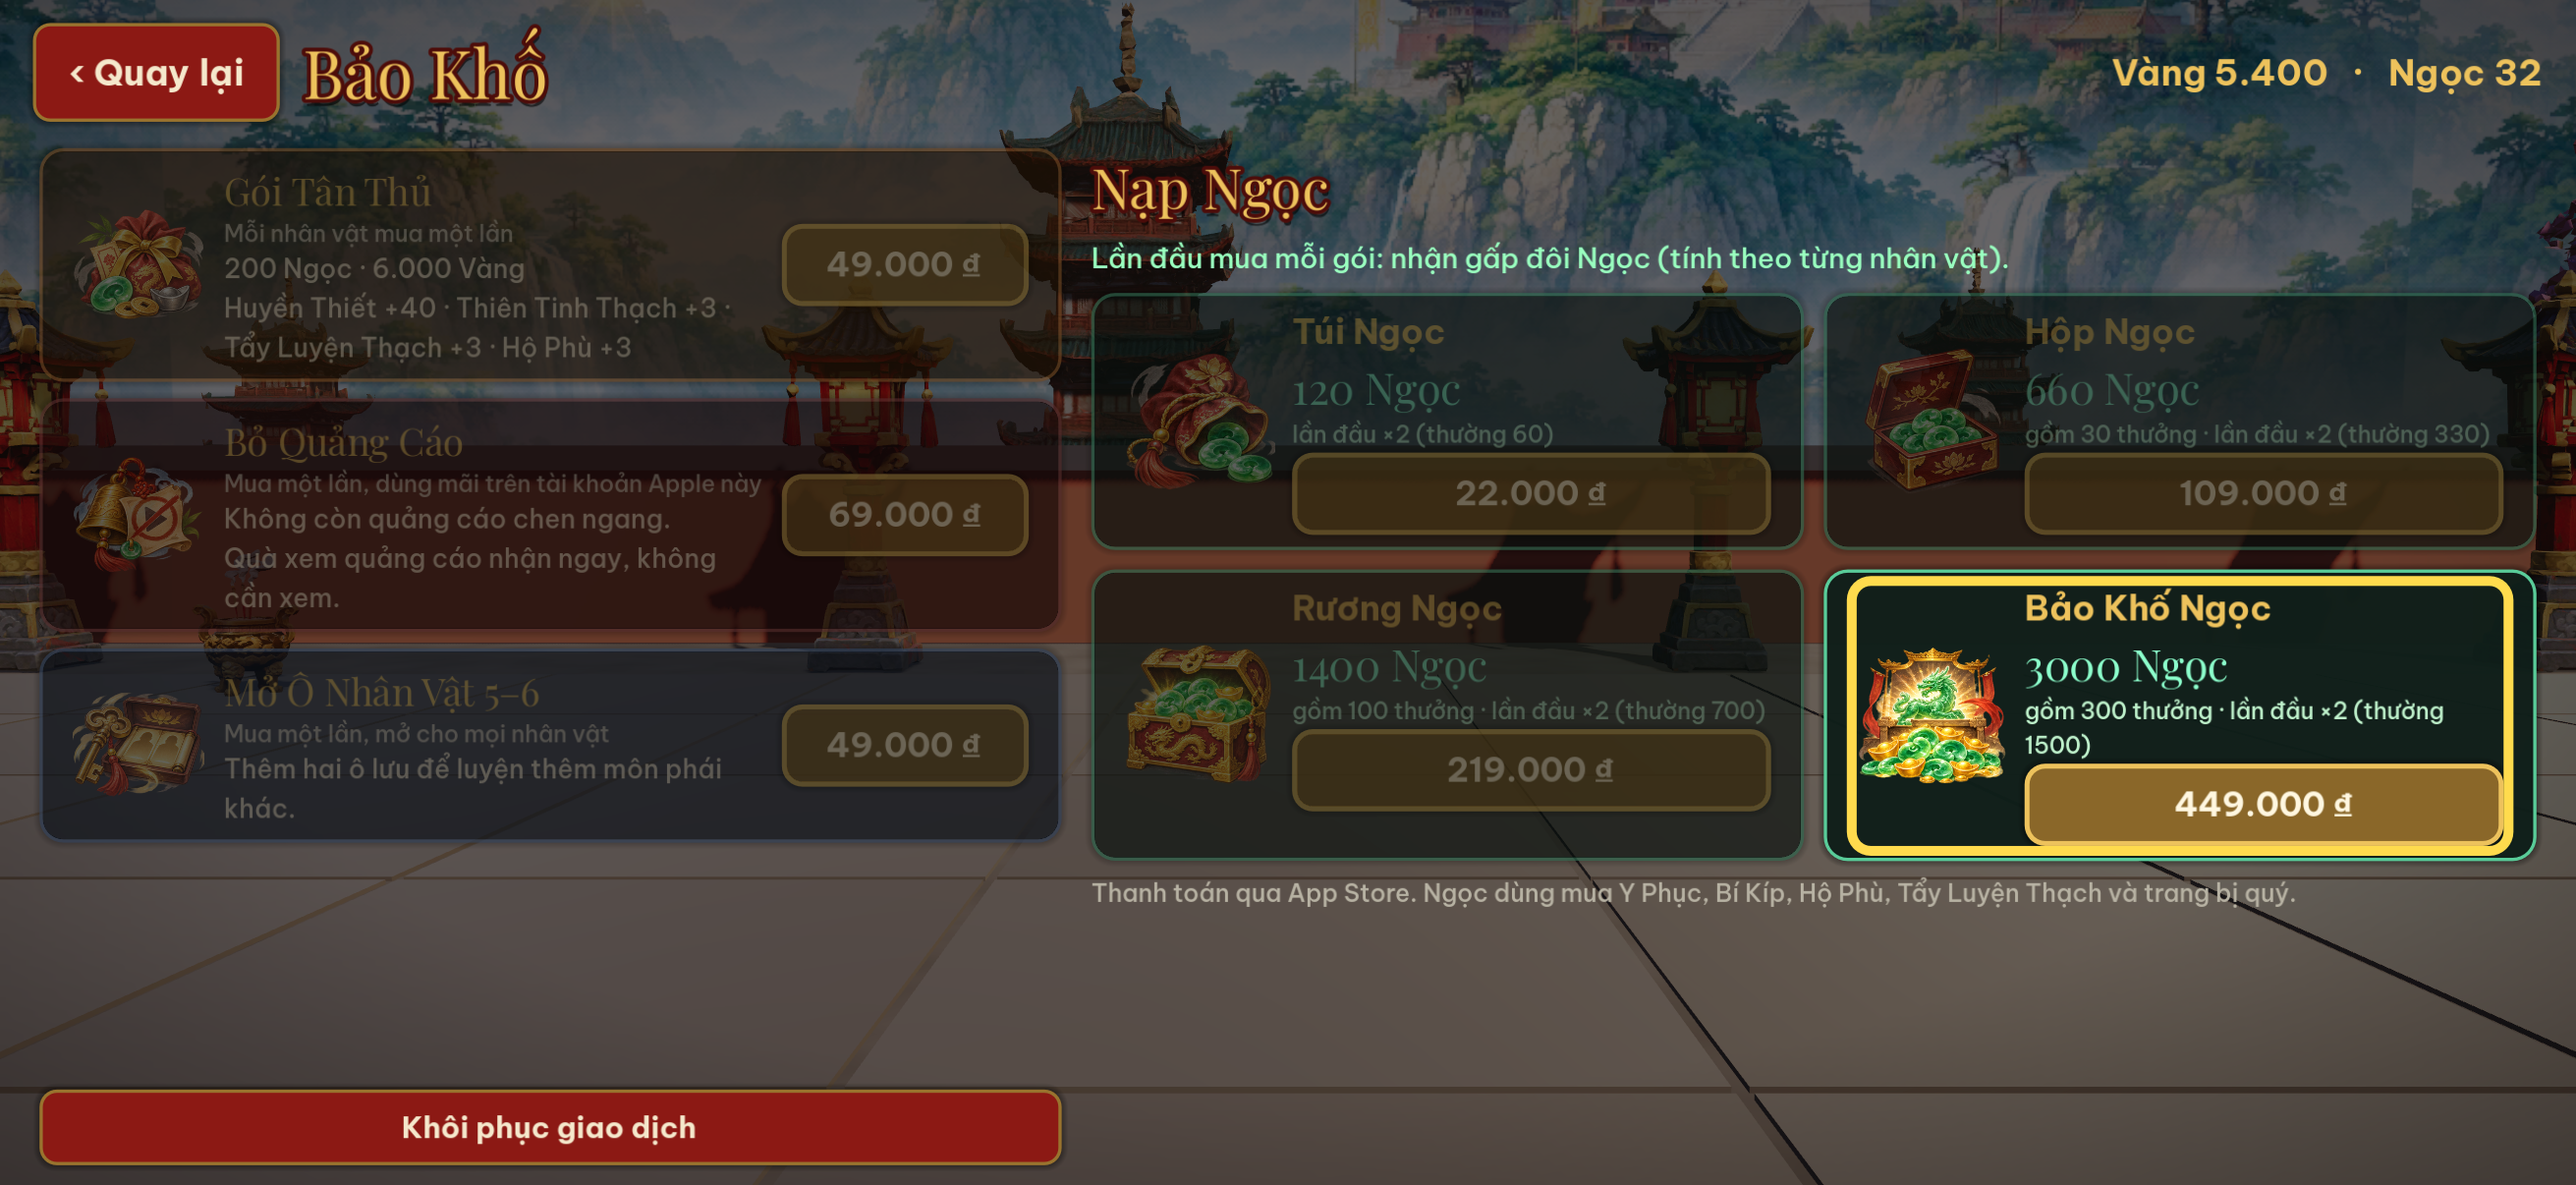 ‹ Quay lại
Bảo Khố
Vàng 5.400 · Ngọc 32
Gói Tân Thủ
Mỗi nhân vật mua một lần
200 Ngọc · 6.000 Vàng
Huyền Thiết +40 · Thiên Tinh Thạch +3 ·
Tẩy Luyện Thạch +3 · Hộ Phù +3
49.000 ₫
Bỏ Quảng Cáo
Mua một lần, dùng mãi trên tài khoản Apple này
Không còn quảng cáo chen ngang.
Quà xem quảng cáo nhận ngay, không
cần xem.
69.000 ₫
Mở Ô Nhân Vật 5–6
Mua một lần, mở cho mọi nhân vật
Thêm hai ô lưu để luyện thêm môn phái
khác.
49.000 ₫
Khôi phục giao dịch
Nạp Ngọc
Lần đầu mua mỗi gói: nhận gấp đôi Ngọc (tính theo từng nhân vật).
Túi Ngọc
120 Ngọc
lần đầu ×2 (thường 60)
22.000 ₫
Hộp Ngọc
660 Ngọc
gồm 30 thưởng · lần đầu ×2 (thường 330)
109.000 ₫
Rương Ngọc
1400 Ngọc
gồm 100 thưởng · lần đầu ×2 (thường 700)
219.000 ₫
Bảo Khố Ngọc
3000 Ngọc
gồm 300 thưởng · lần đầu ×2 (thường
1500)
449.000 ₫
Thanh toán qua App Store. Ngọc dùng mua Y Phục, Bí Kíp, Hộ Phù, Tẩy Luyện Thạch và trang bị quý.